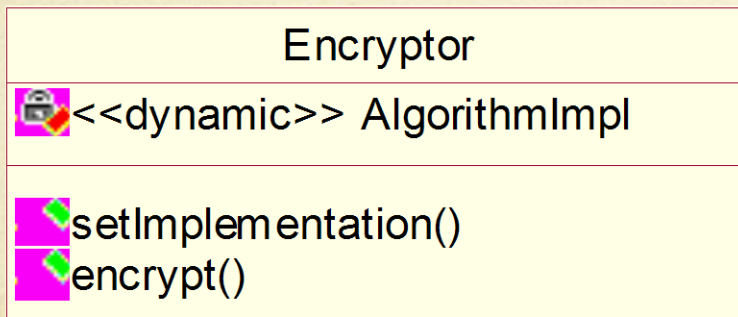 Encryptor
<<dynamic>> AlgorithmImpl
setImplementation()
encrypt()